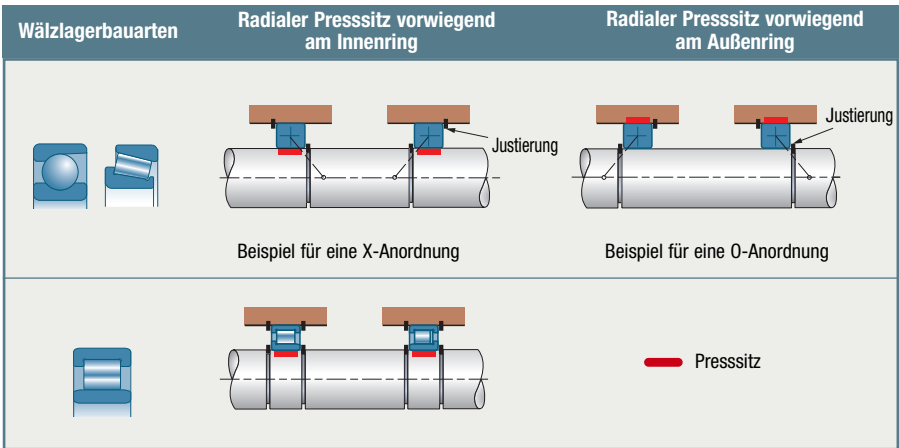 Wälzlagerbauarten
Radialer Presssitz vorwiegend
am Innenring
Radialer Presssitz vorwiegend
am Außenring
Justierung
Justierung
Beispiel für eine X-Anordnung
Beispiel für eine O-Anordnung
Presssitz